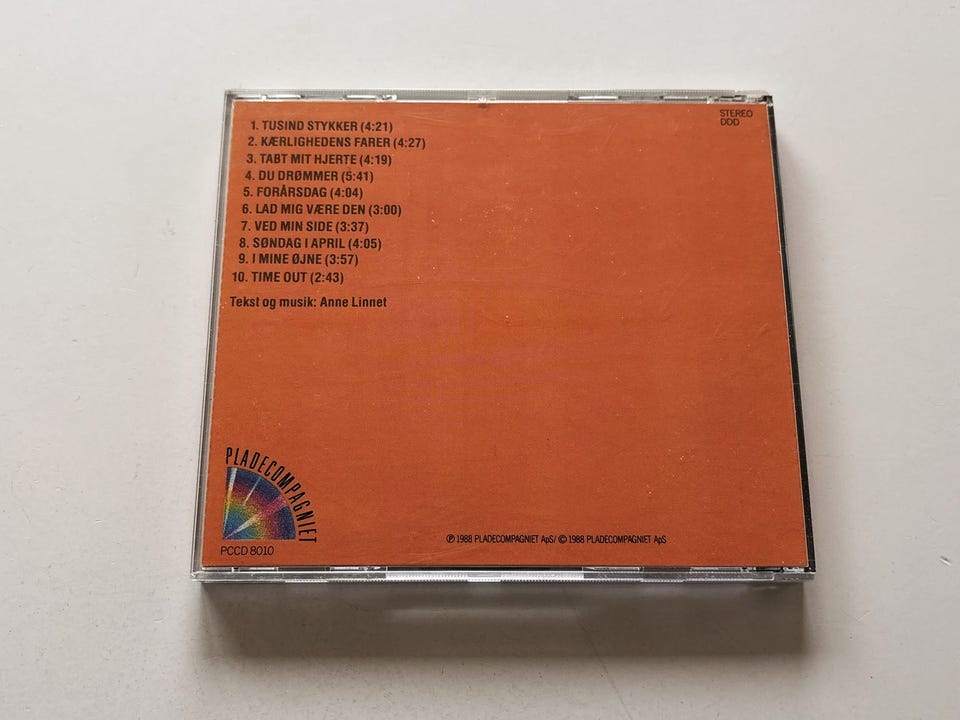 STEREO
DDD
1. TUSIND STYKKER (4:21)
2. KÆRLIGHEDENS FARER (4:27)
3. TABT MIT HJERTE (4:19)
4. DU DRØMMER (5:41)
5. FORÅRSDAG (4:04)
6. LAD MIG VÆRE DEN (3:00)
7. VED MIN SIDE (3:37)
8. SØNDAG I APRIL (4:05)
9. I MINE ØJNE (3:57)
10. TIME OUT (2:43)
Tekst og musik: Anne Linnet
PLADECOMPAGNIET
PCCD 8010
℗ 1988 PLADECOMPAGNIET ApS/ © 1988 PLADECOMPAGNIET ApS